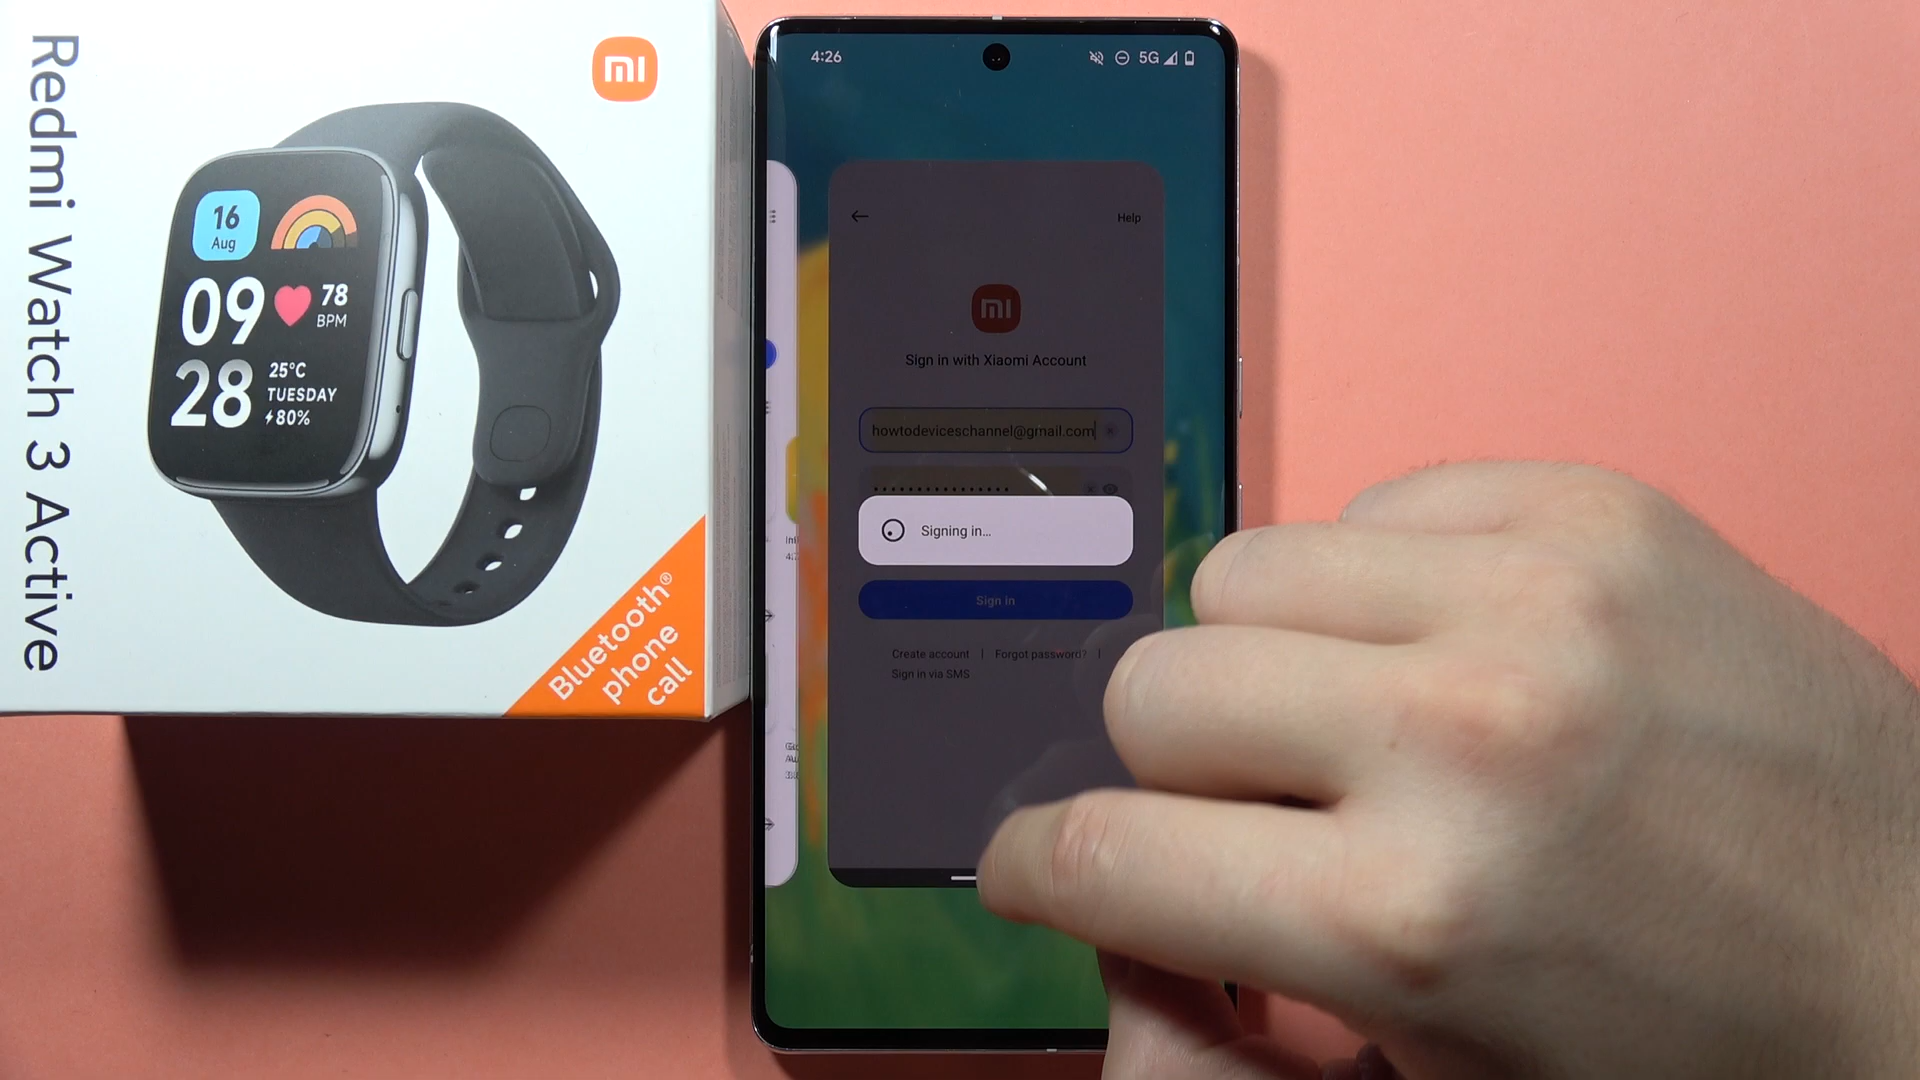 Redmi Watch 3 Active
16
Aug
09
78
BPM
28
25°C
TUESDAY
80%
Bluetooth®
phone
call
4:26
5G
Help
Sign in with Xiaomi Account
howtodeviceschannel@gmail.com
Signing in...
Sign in
Create account | Forgot password? |
Sign in via SMS